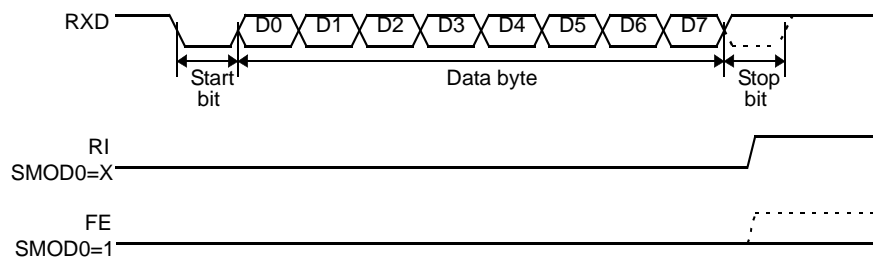 RXD D0 D1 D2 D3 D4 D5 D6 D7
Start
bit
Data byte
Stop
bit
RI
SMOD0=X
FE
SMOD0=1